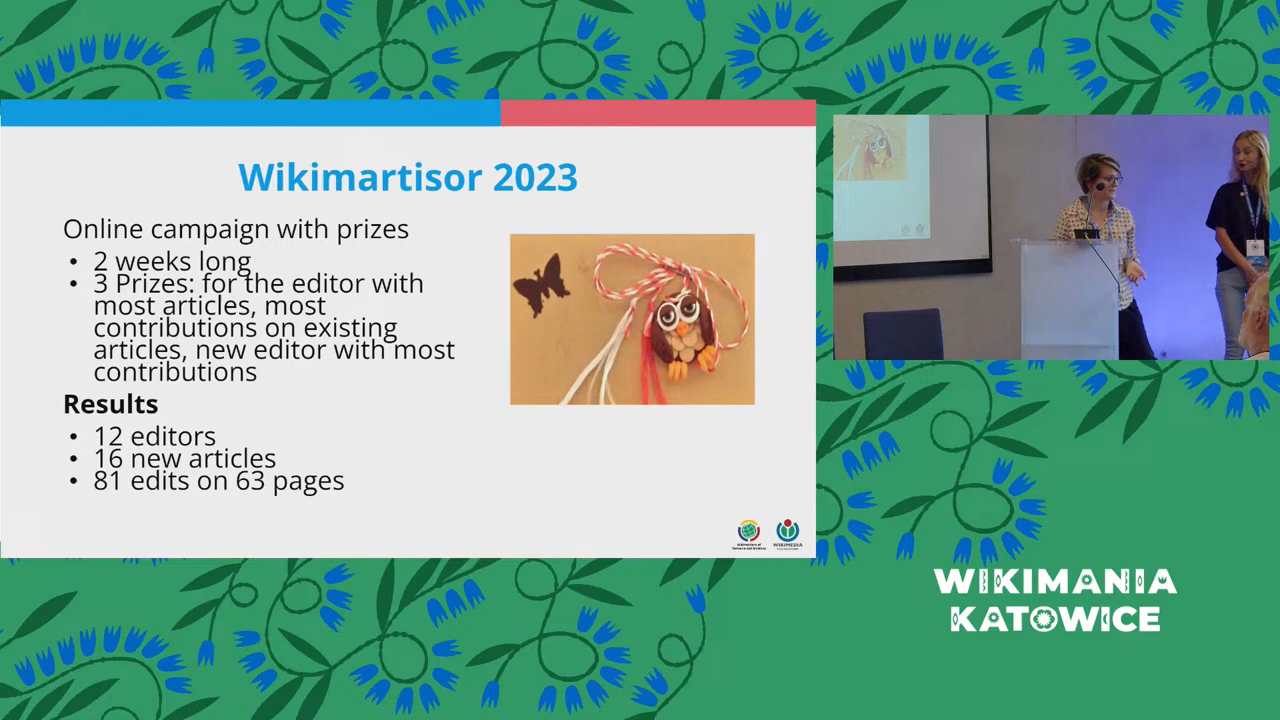 Wikimartisor 2023
Online campaign with prizes
• 2 weeks long
• 3 Prizes: for the editor with
most articles, most
contributions on existing
articles, new editor with most
contributions
Results
• 12 editors
• 16 new articles
• 81 edits on 63 pages
WIKIMEDIA
WIKIMANIA
KATOWICE